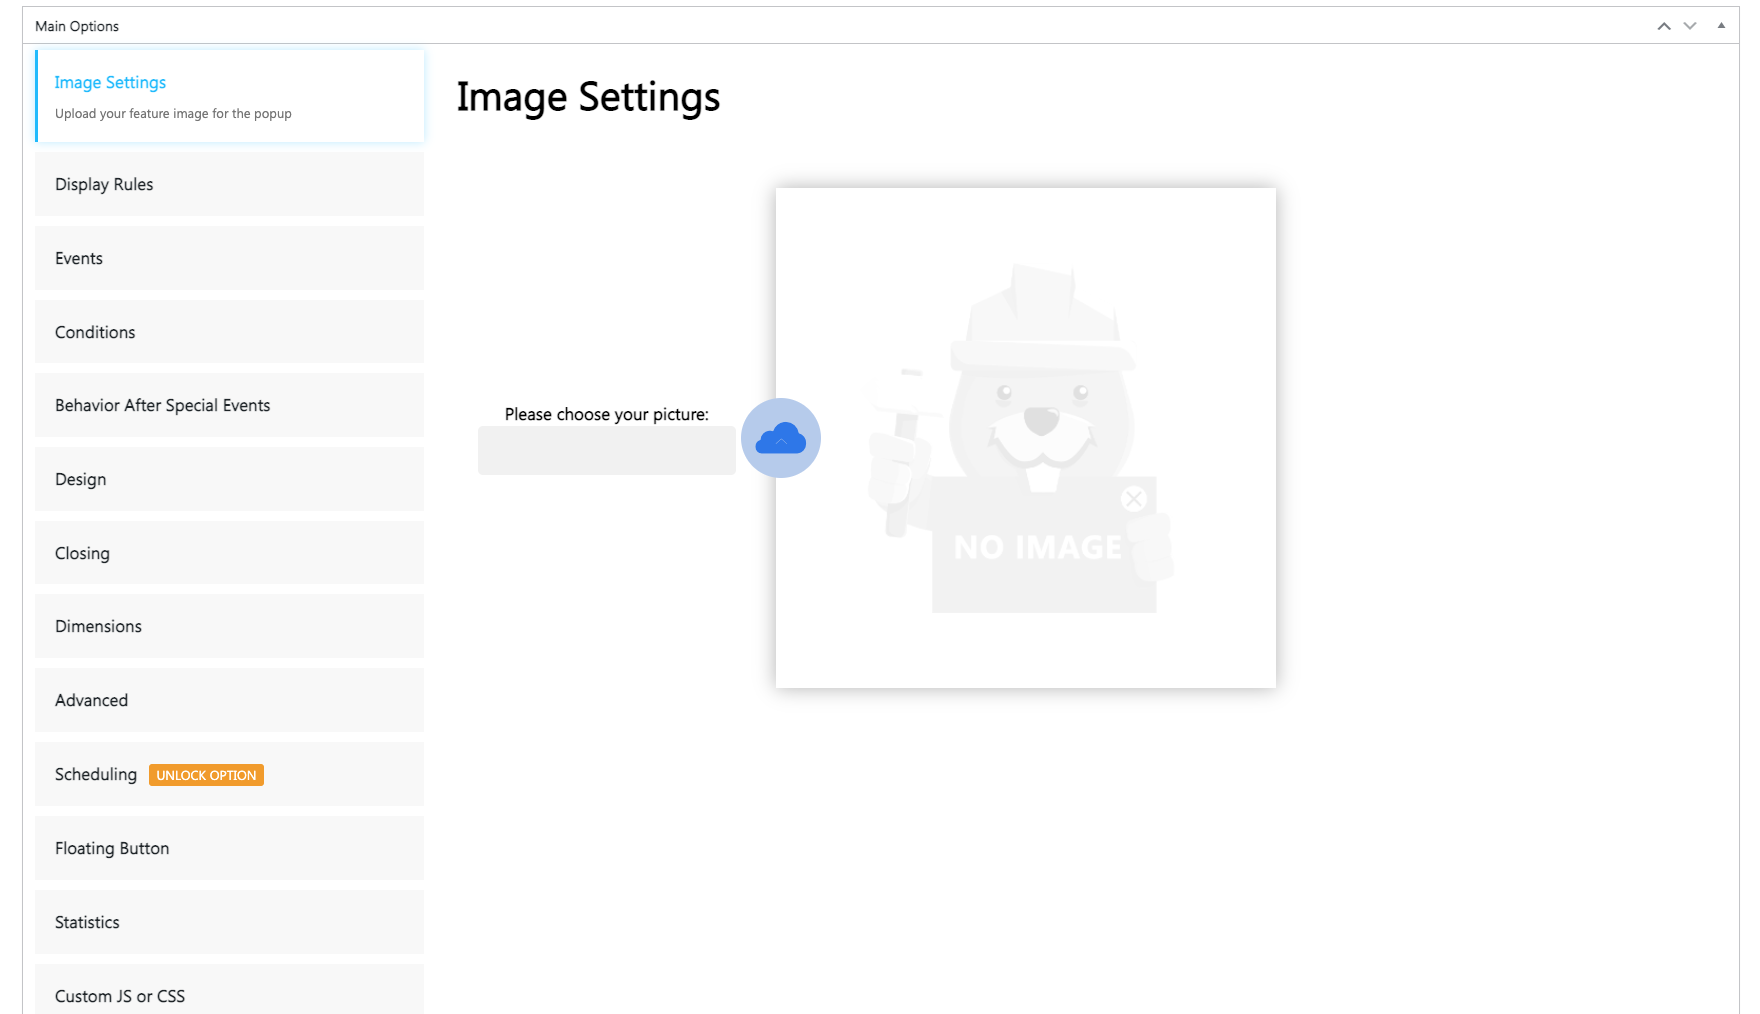 Main Options
Image Settings
Upload your feature image for the popup
Display Rules
Events
Conditions
Behavior After Special Events
Design
Closing
Dimensions
Advanced
Scheduling UNLOCK OPTION
Floating Button
Statistics
Custom JS or CSS
Image Settings
Please choose your picture:
NO IMAGE